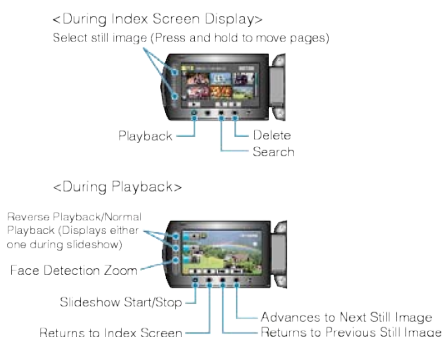 <During Index Screen Display>
Select still image (Press and hold to move pages)
Playback
Delete
Search
<During Playback>
Reverse Playback/Normal
Playback (Displays either
one during slideshow)
Face Detection Zoom
Slideshow Start/Stop
Advances to Next Still Image
Returns to Index Screen
Returns to Previous Still Image